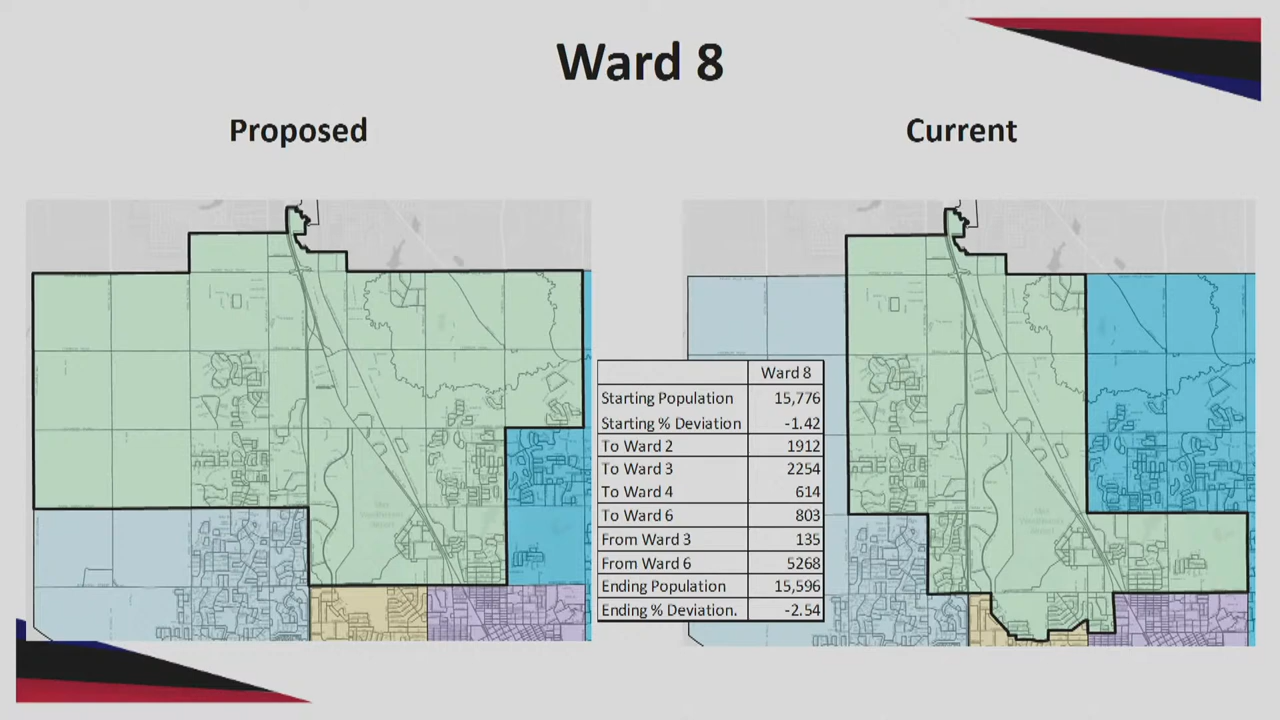 Ward 8
Proposed
Current
Ward 8
Starting Population 15,776
Starting % Deviation -1.42
To Ward 2 1912
To Ward 3 2254
To Ward 4 614
To Ward 6 803
From Ward 3 135
From Ward 6 5268
Ending Population 15,596
Ending % Deviation. -2.54